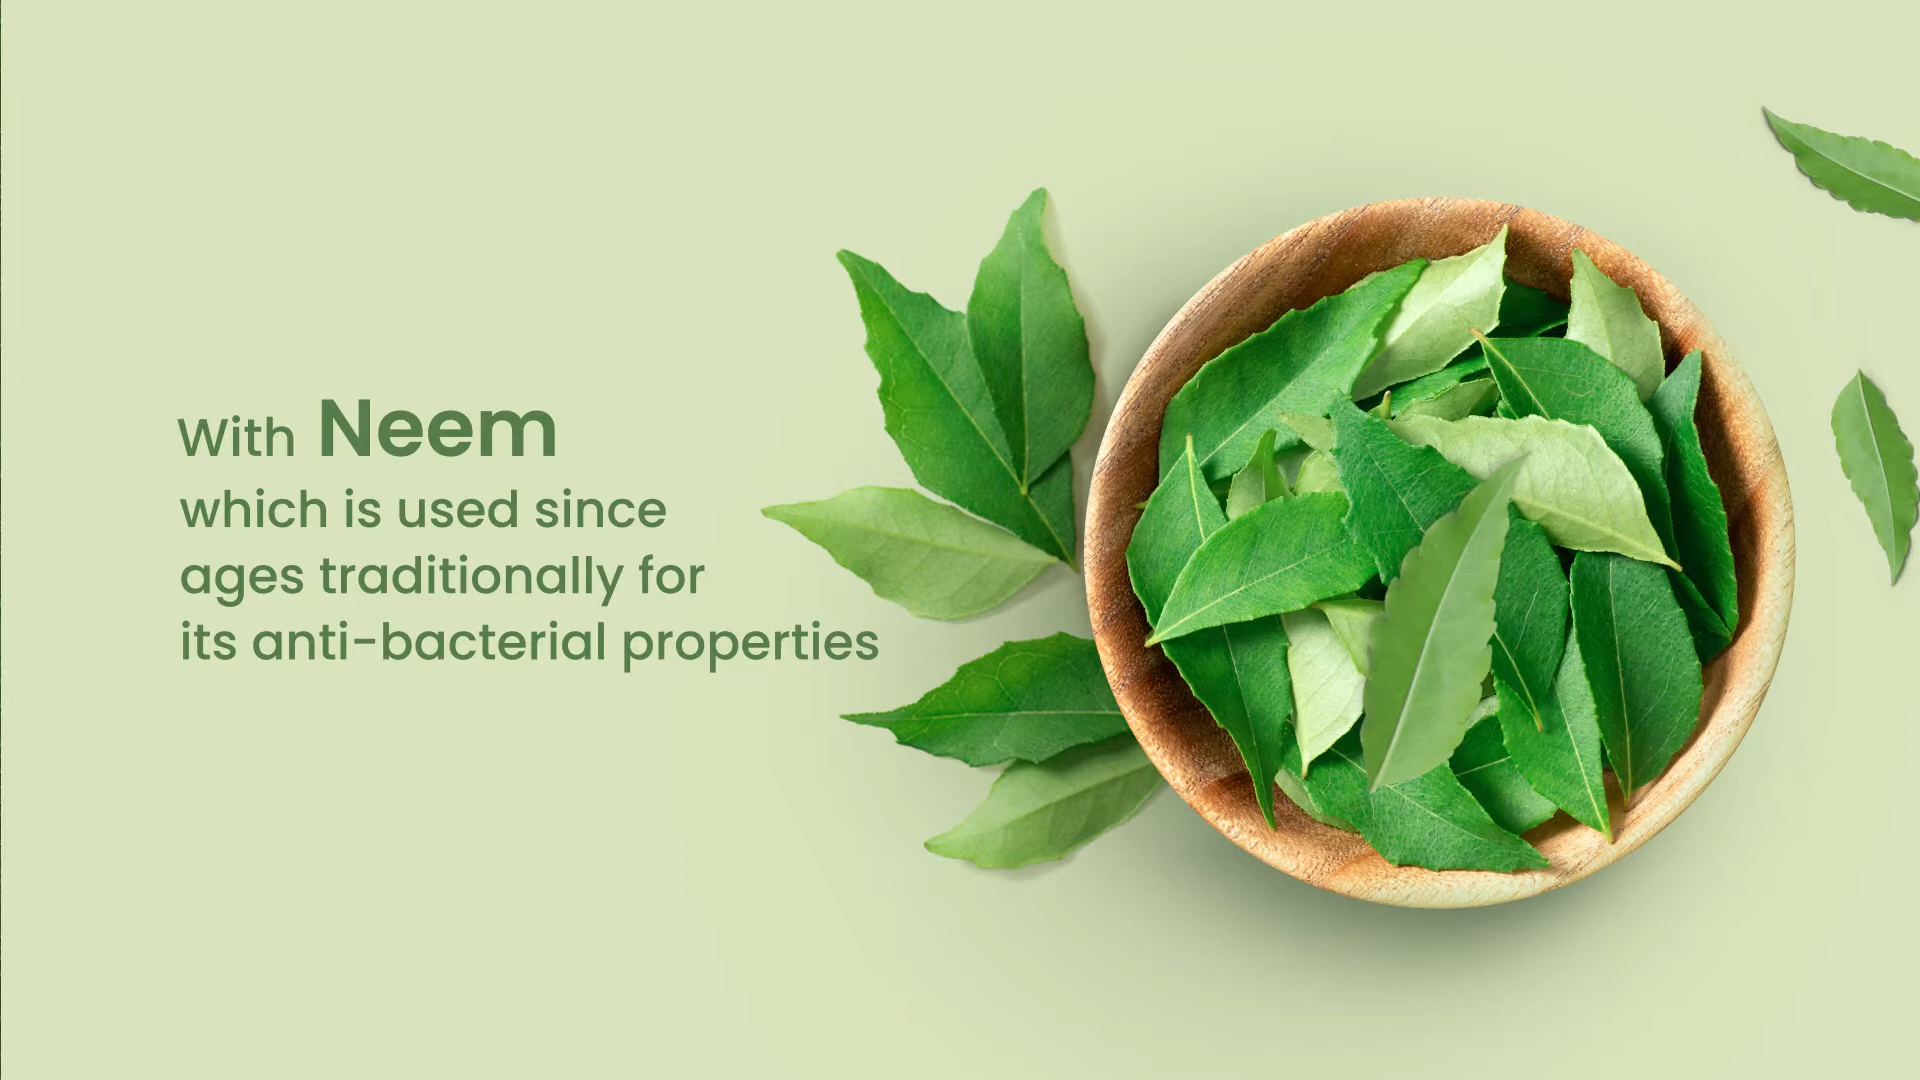 With Neem
which is used since
ages traditionally for
its anti-bacterial properties